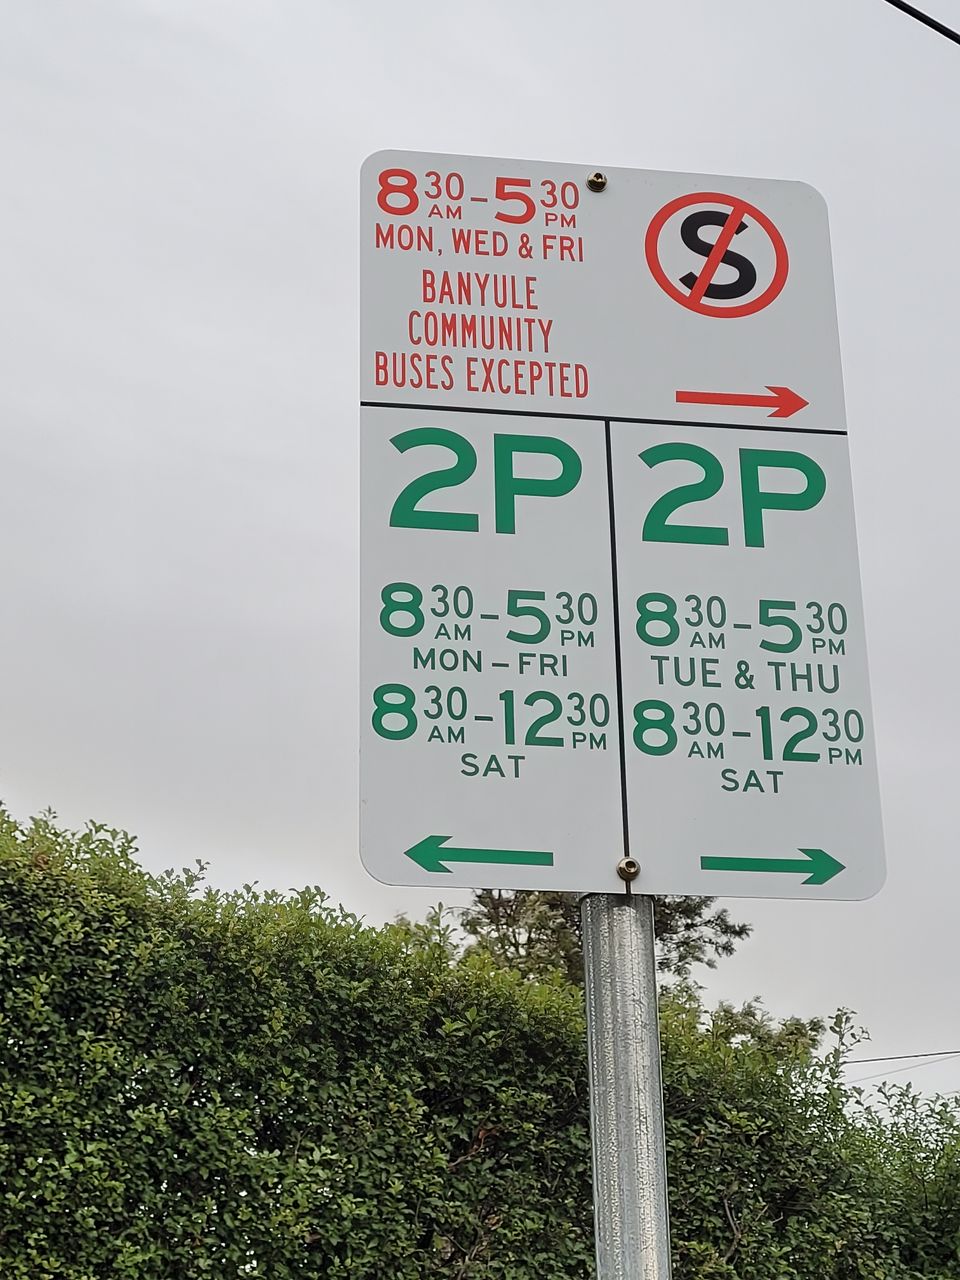 8 30 AM – 5 30 PM
MON, WED & FRI
BANYULE
COMMUNITY
BUSES EXCEPTED
S
2P
8 30 AM – 5 30 PM
MON – FRI
8 30 AM – 12 30 PM
SAT
2P
8 30 AM – 5 30 PM
TUE & THU
8 30 AM – 12 30 PM
SAT